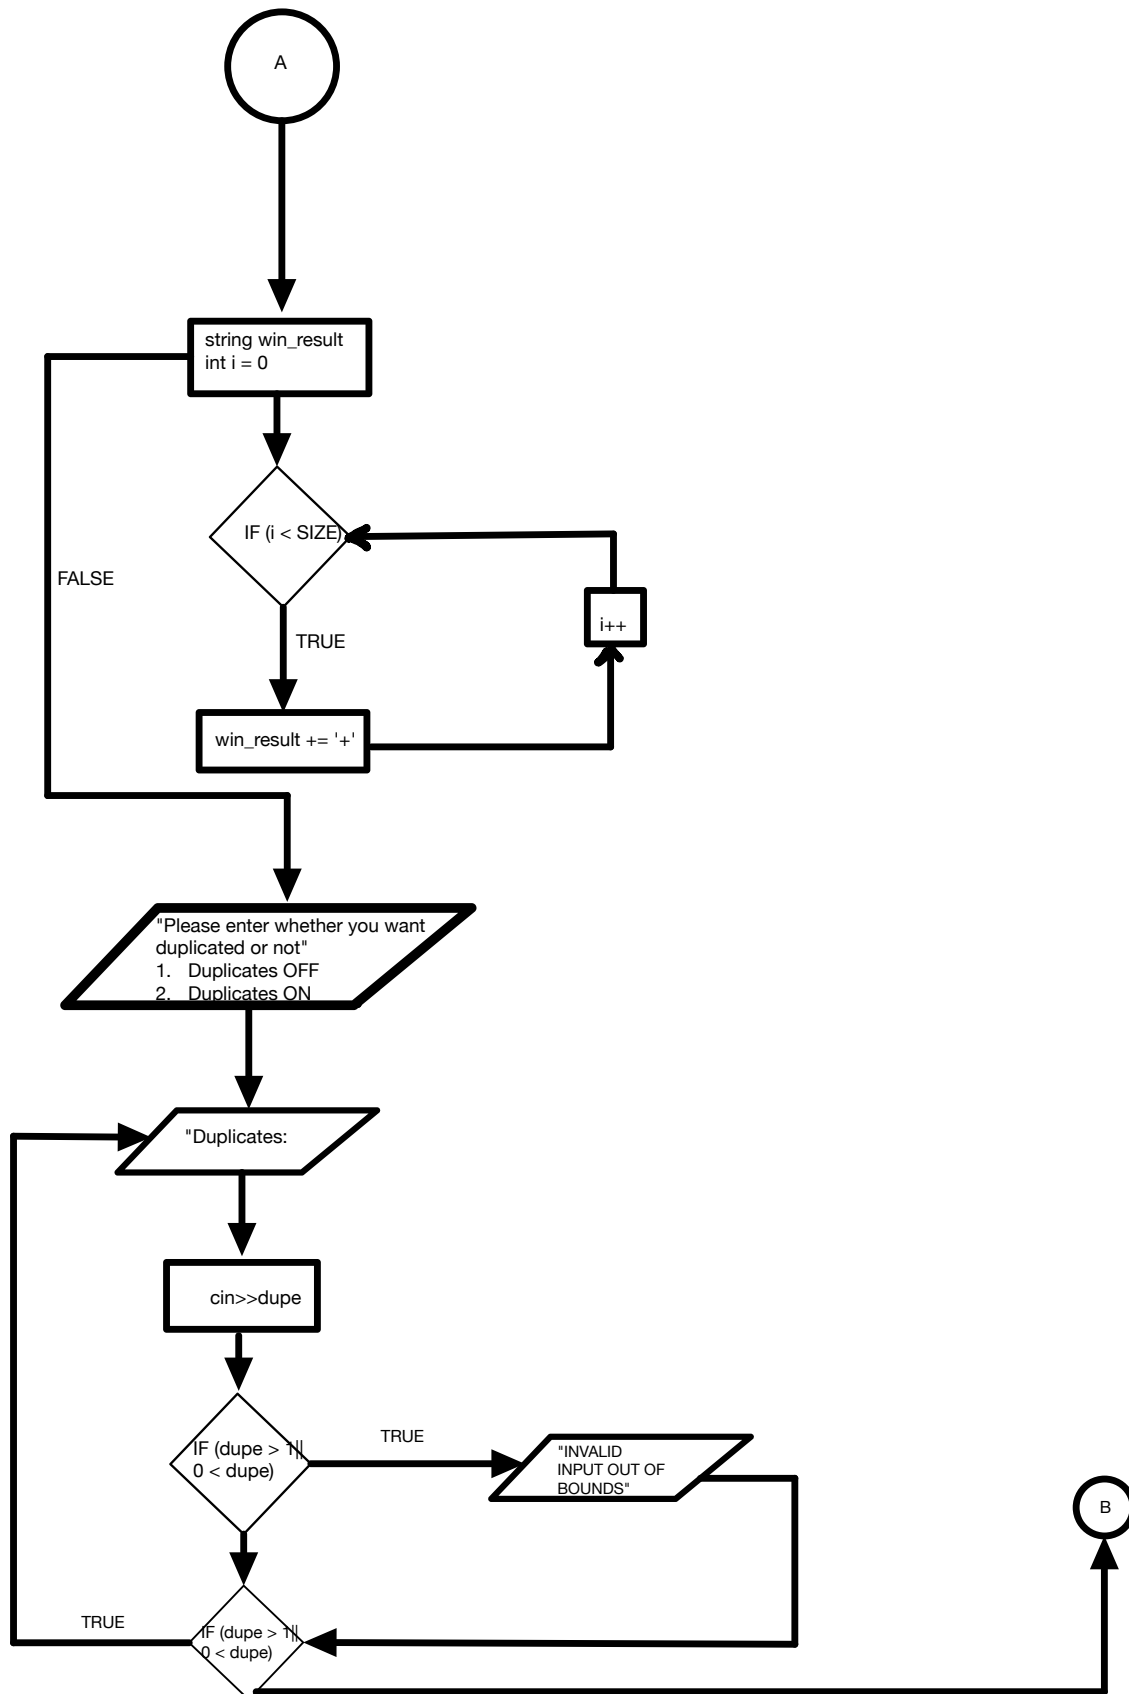 A
string win_result
int i = 0
IF (i < SIZE)
FALSE
i++
TRUE
win_result += '+'
"Please enter whether you want
duplicated or not"
1. Duplicates OFF
2. Duplicates ON
"Duplicates:
cin>>dupe
TRUE
IF (dupe > 1||
0 < dupe)
"INVALID
INPUT OUT OF
BOUNDS"
B
TRUE
IF (dupe > 1||
0 < dupe)